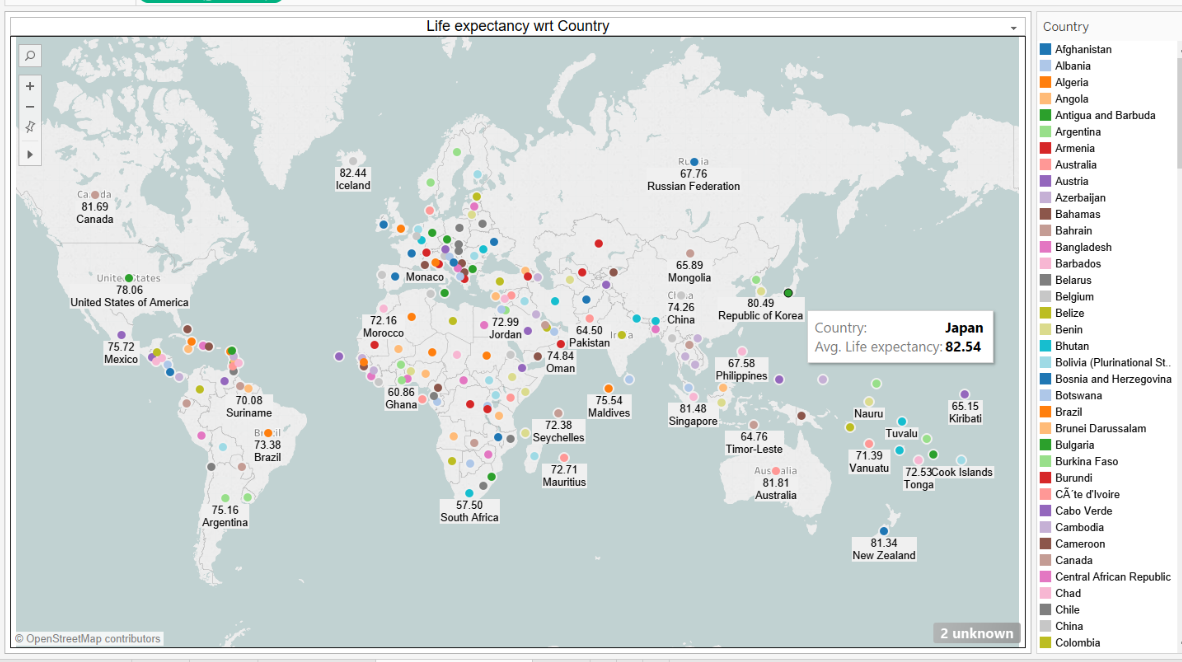 Life expectancy wrt Country
82.44
Iceland
Russia
67.76
Russian Federation
Canada
81.69
Canada
United States
78.06
United States of America
Monaco
65.89
Mongolia
China
74.26
China
80.49
Republic of Korea
Country: Japan
Avg. Life expectancy: 82.54
72.16
Morocco
72.99
Jordan
64.50
Pakistan
India
75.72
Mexico
74.84
Oman
67.58
Philippines
70.08
Suriname
60.86
Ghana
75.54
Maldives
81.48
Singapore
Nauru
65.15
Kiribati
Brazil
73.38
Brazil
72.38
Seychelles
64.76
Timor-Leste
Tuvalu
71.39
Vanuatu
72.53
Tonga
Cook Islands
72.71
Mauritius
Australia
81.81
Australia
75.16
Argentina
57.50
South Africa
81.34
New Zealand
© OpenStreetMap contributors
2 unknown
Country
Afghanistan
Albania
Algeria
Angola
Antigua and Barbuda
Argentina
Armenia
Australia
Austria
Azerbaijan
Bahamas
Bahrain
Bangladesh
Barbados
Belarus
Belgium
Belize
Benin
Bhutan
Bolivia (Plurinational St..
Bosnia and Herzegovina
Botswana
Brazil
Brunei Darussalam
Bulgaria
Burkina Faso
Burundi
CÃ´te d'Ivoire
Cabo Verde
Cambodia
Cameroon
Canada
Central African Republic
Chad
Chile
China
Colombia